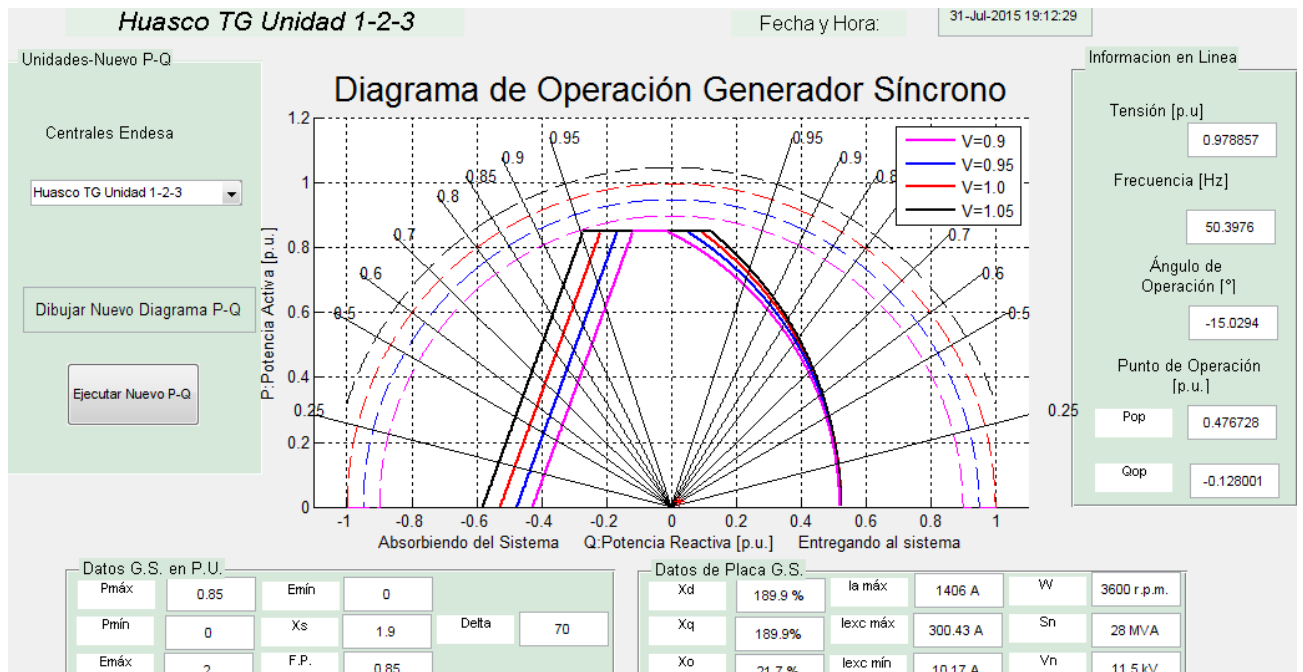 Huasco TG Unidad 1-2-3
Fecha y Hora:
31-Jul-2015 19:12:29
Unidades-Nuevo P-Q
Centrales Endesa
Huasco TG Unidad 1-2-3
Dibujar Nuevo Diagrama P-Q
Ejecutar Nuevo P-Q
Diagrama de Operación Generador Síncrono
P:Potencia Activa [p.u.]
1.2
1
0.8
0.6
0.4
0.2
0
0.25
0.5
0.6
0.7
0.8
0.85
0.9
0.95
0.95
0.9
0.7
0.6
0.5
0.25
V=0.9
V=0.95
V=1.0
V=1.05
-1 -0.8 -0.6 -0.4 -0.2 0 0.2 0.4 0.6 0.8 1
Absorbiendo del Sistema Q:Potencia Reactiva [p.u.] Entregando al sistema
Informacion en Linea
Tensión [p.u]
0.978857
Frecuencia [Hz]
50.3976
Ángulo de
Operación [°]
-15.0294
Punto de Operación
[p.u.]
Pop 0.476728
Qop -0.128001
Datos G.S. en P.U.
Pmáx 0.85 Emín 0
Pmín 0 Xs 1.9 Delta 70
Emáx 2 F.P. 0.85
Datos de Placa G.S.
Xd 189.9 % Ia máx 1406 A W 3600 r.p.m.
Xq 189.9% Iexc máx 300.43 A Sn 28 MVA
Xo 21.7 % Iexc mín 10.17 A Vn 11.5 kV